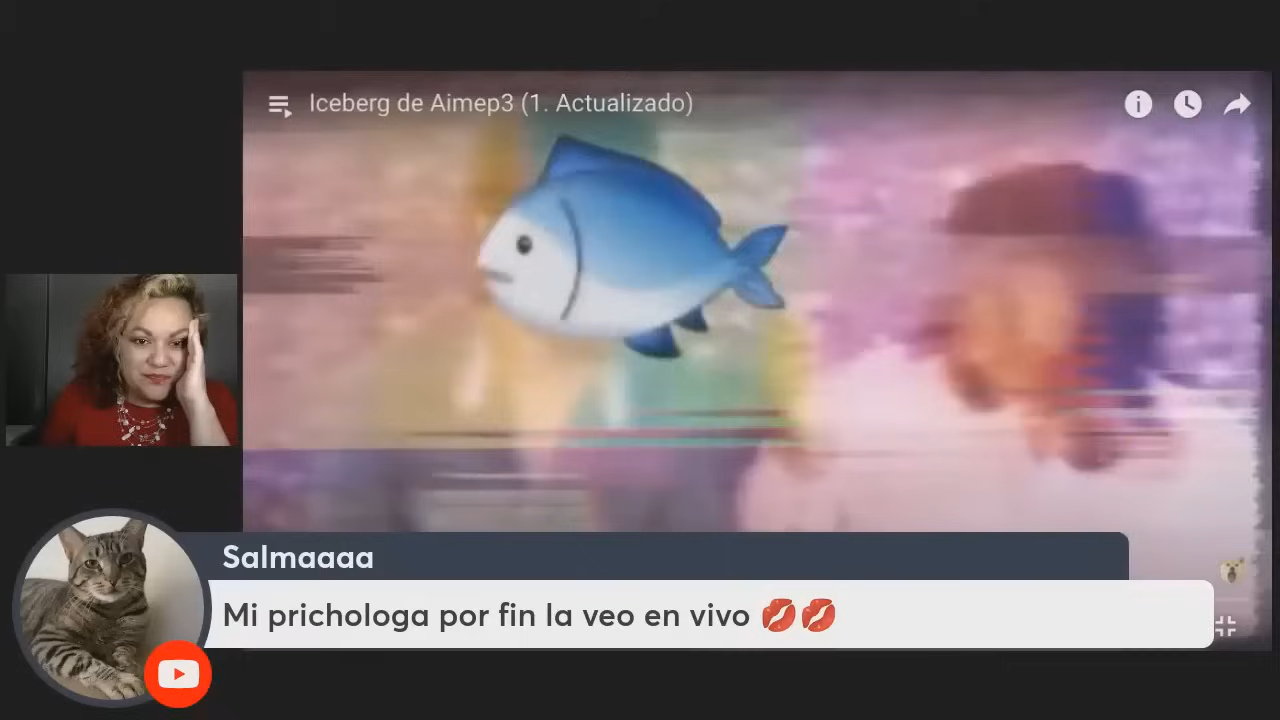 Iceberg de Aimep3 (1. Actualizado)
Salmaaaa
Mi prichologa por fin la veo en vivo 💋💋